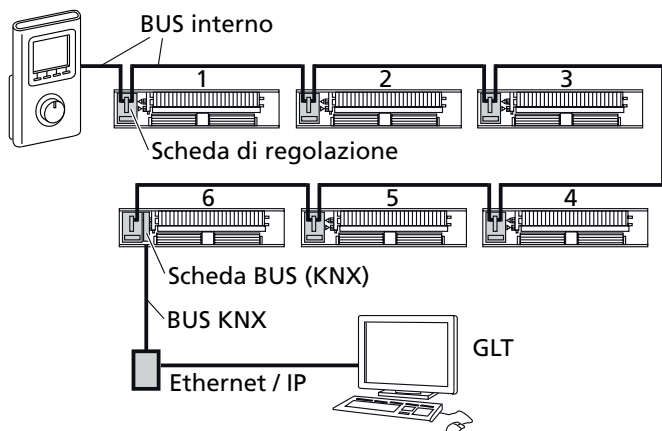 BUS interno
1 2 3
Scheda di regolazione
6 5 4
Scheda BUS (KNX)
BUS KNX
GLT
Ethernet / IP